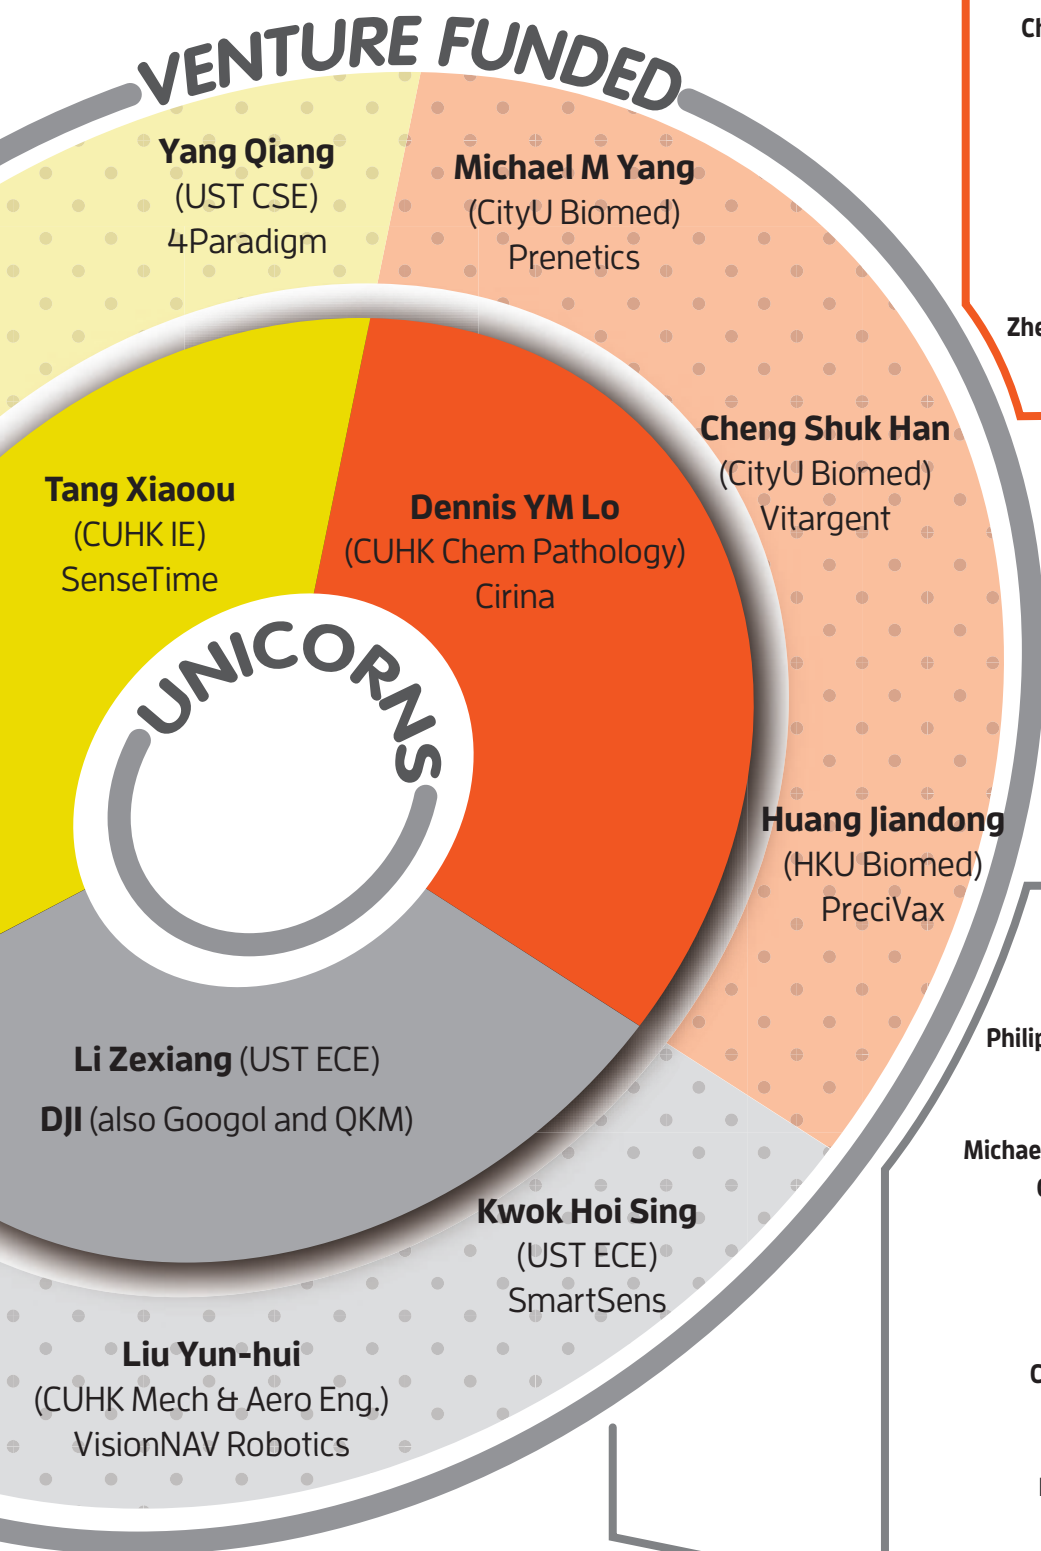 VENTURE FUNDED
Yang Qiang
(UST CSE)
4Paradigm
Michael M Yang
(CityU Biomed)
Prenetics
Cheng Shuk Han
(CityU Biomed)
Vitargent
Tang Xiaoou
(CUHK IE)
SenseTime
Dennis YM Lo
(CUHK Chem Pathology)
Cirina
UNICORNS
Huang Jiandong
(HKU Biomed)
PreciVax
Li Zexiang (UST ECE)
DJI (also Googol and QKM)
Kwok Hoi Sing
(UST ECE)
SmartSens
Liu Yun-hui
(CUHK Mech & Aero Eng.)
VisionNAV Robotics